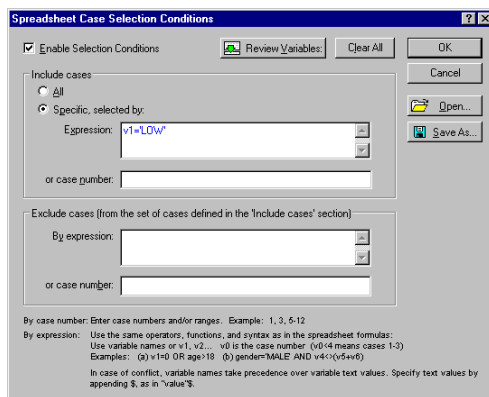 Spreadsheet Case Selection Conditions
Enable Selection Conditions
Review Variables:
Clear All
OK
Cancel
Open...
Save As...
Include cases
All
Specific, selected by:
Expression: v1='LOW'
or case number:
Exclude cases (from the set of cases defined in the 'Include cases' section)
By expression:
or case number:
By case number: Enter case numbers and/or ranges. Example: 1, 3, 5-12
By expression: Use the same operators, functions, and syntax as in the spreadsheet formulas:
Use variable names or v1, v2... v0 is the case number (v0<4 means cases 1-3)
Examples: (a) v1=0 OR age>18 (b) gender='MALE' AND v4<>(v5+v6)
In case of conflict, variable names take precedence over variable text values. Specify text values by
appending $, as in "value"$.